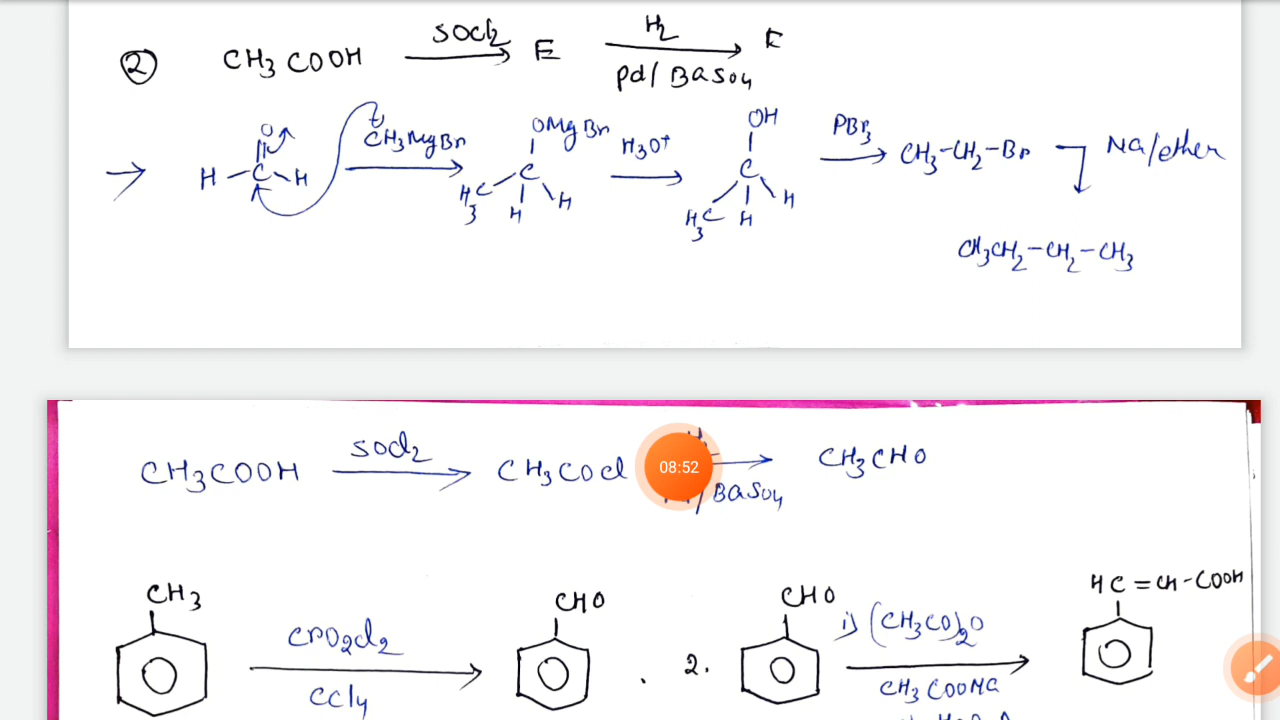 ② CH3COOH SOCl2 E H2 Pd/BaSO4 F
H-C-H O CH3MgBr OMgBr H3C C H H H3O+ OH H3C C H H PBr3 CH3-CH2-Br Na/ether
CH3CH2-CH2-CH3
CH3COOH SOCl2 CH3COCl 08:52 BaSO4 CH3CHO
CH3 CrO2Cl2 CCl4 CHO
2. CHO i) (CH3CO)2O CH3COONa HC=CH-COOH